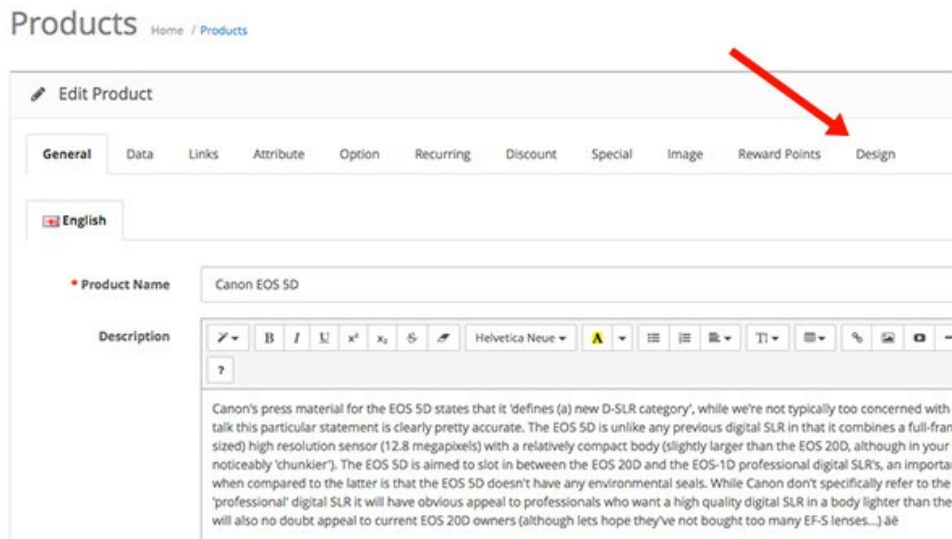 Products Home / Products
Edit Product
General Data Links Attribute Option Recurring Discount Special Image Reward Points Design
English
* Product Name Canon EOS 5D
Description B I U x² x₂ S Helvetica Neue A T|
?
Canon's press material for the EOS 5D states that it 'defines (a) new D-SLR category', while we're not typically too concerned with
talk this particular statement is clearly pretty accurate. The EOS 5D is unlike any previous digital SLR in that it combines a full-fran
sized) high resolution sensor (12.8 megapixels) with a relatively compact body (slightly larger than the EOS 20D, although in your
noticeably 'chunkier'). The EOS 5D is aimed to slot in between the EOS 20D and the EOS-1D professional digital SLR's, an importa
when compared to the latter is that the EOS 5D doesn't have any environmental seals. While Canon don't specifically refer to the
'professional' digital SLR it will have obvious appeal to professionals who want a high quality digital SLR in a body lighter than the
will also no doubt appeal to current EOS 20D owners (although lets hope they've not bought too many EF-S lenses...) äë